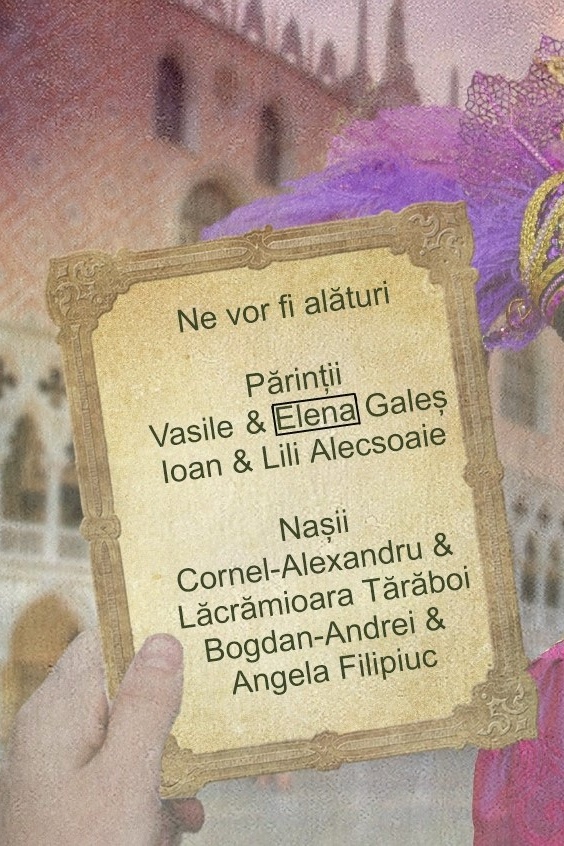 Ne vor fi alături
Părinții
Vasile & Elena Galeș
Ioan & Lili Alecsoaie
Nașii
Cornel-Alexandru &
Lăcrămioara Tărăboi
Bogdan-Andrei &
Angela Filipiuc